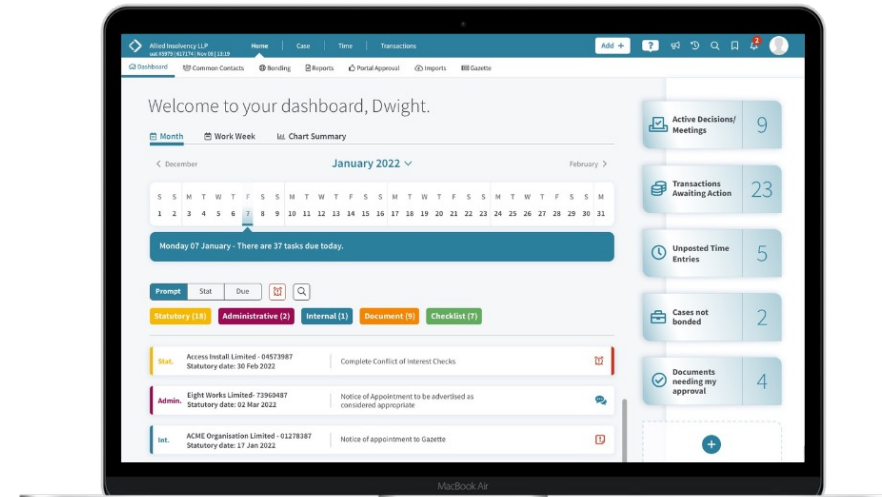 Allied Insolvency LLP
Home
Case
Time
Transactions
Add +
?
2
Dashboard
Common Contacts
Bonding
Reports
Portal Approval
Imports
Gazette
Welcome to your dashboard, Dwight.
Month
Work Week
Chart Summary
December
January 2022
February
S S M T W T F S S M T W T F S S M T W T F S S M T W T F S S M
1 2 3 4 5 6 7 8 9 10 11 12 13 14 15 16 17 18 19 20 21 22 23 24 25 26 27 28 29 30 31
Monday 07 January - There are 37 tasks due today.
Prompt
Stat
Due
Statutory (18)
Administrative (2)
Internal (1)
Document (9)
Checklist (7)
Stat.
Access Install Limited - 04573987
Statutory date: 30 Feb 2022
Complete Conflict of Interest Checks
Admin.
Eight Works Limited- 73960487
Statutory date: 02 Mar 2022
Notice of Appointment to be advertised as
considered appropriate
Int.
ACME Organisation Limited - 01278387
Statutory date: 17 Jan 2022
Notice of appointment to Gazette
Active Decisions/
Meetings
9
Transactions
Awaiting Action
23
Unposted Time
Entries
5
Cases not
bonded
2
Documents
needing my
approval
4
MacBook Air